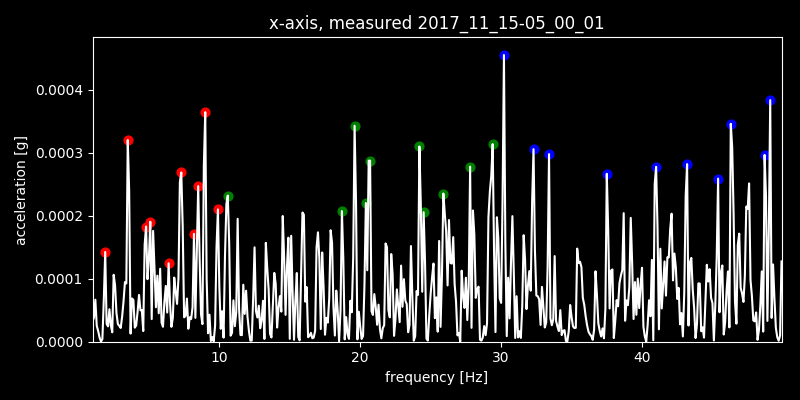 x-axis, measured 2017_11_15-05_00_01
acceleration [g]
0.0004
0.0003
0.0002
0.0001
0.0000
10 20 30 40
frequency [Hz]